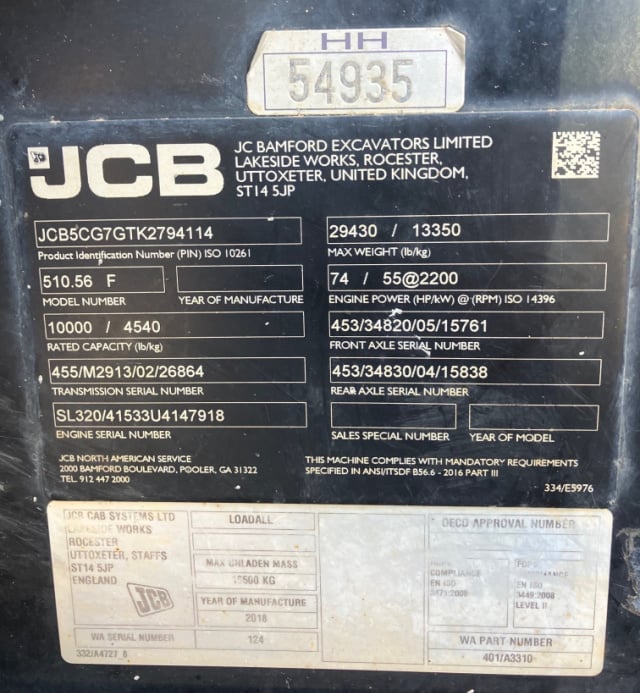 HH
54935
JCB
JC BAMFORD EXCAVATORS LIMITED
LAKESIDE WORKS, ROCESTER,
UTTOXETER, UNITED KINGDOM,
ST14 5JP
JCB5CG7GTK2794114
Product Identification Number (PIN) ISO 10261
29430 / 13350
MAX WEIGHT (lb/kg)
510.56 F
MODEL NUMBER
YEAR OF MANUFACTURE
74 / 55@2200
ENGINE POWER (HP/kW) @ (RPM) ISO 14396
10000 / 4540
RATED CAPACITY (lb/kg)
453/34820/05/15761
FRONT AXLE SERIAL NUMBER
455/M2913/02/26864
TRANSMISSION SERIAL NUMBER
453/34830/04/15838
REAR AXLE SERIAL NUMBER
SL320/41533U4147918
ENGINE SERIAL NUMBER
SALES SPECIAL NUMBER
YEAR OF MODEL
JCB NORTH AMERICAN SERVICE
2000 BAMFORD BOULEVARD, POOLER, GA 31322
TEL. 912 447 2000
THIS MACHINE COMPLIES WITH MANDATORY REQUIREMENTS
SPECIFIED IN ANSI/ITSDF B56.6 - 2016 PART III
334/E5976
JCB CAB SYSTEMS LTD
LAKESIDE WORKS
ROCESTER
UTTOXETER, STAFFS
ST14 5JP
ENGLAND
JCB
WA SERIAL NUMBER
332/A4727 6
LOADALL
MAX UNLADEN MASS
KG
YEAR OF MANUFACTURE
2018
124
OECD APPROVAL NUMBER
COMPLIANCE
EN ISO
3471:2008
EN ISO
3449:2008
LEVEL II
WA PART NUMBER
401/A3310